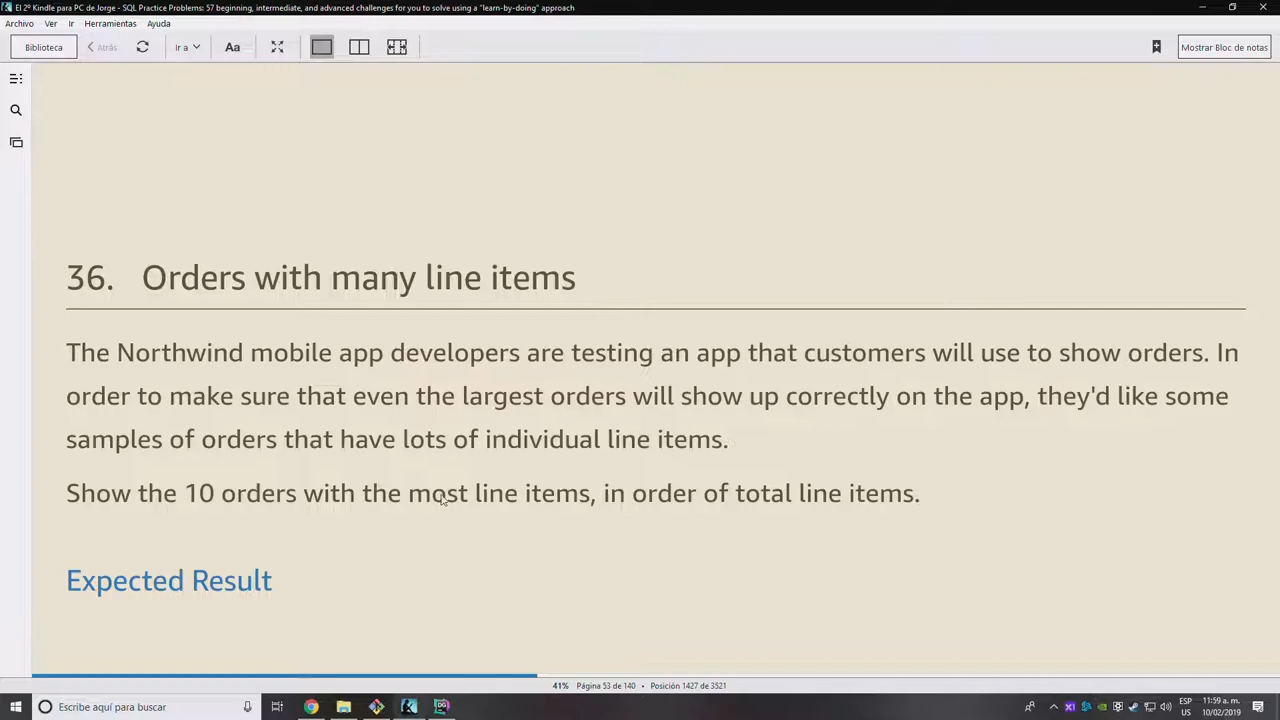 El 2º Kindle para PC de Jorge - SQL Practice Problems: 57 beginning, intermediate, and advanced challenges for you to solve using a "learn-by-doing" approach
Archivo Ver Ir Herramientas Ayuda
Biblioteca Atrás Ir a Aa Mostrar Bloc de notas
36. Orders with many line items
The Northwind mobile app developers are testing an app that customers will use to show orders. In
order to make sure that even the largest orders will show up correctly on the app, they'd like some
samples of orders that have lots of individual line items.
Show the 10 orders with the most line items, in order of total line items.
Expected Result
41% Página 53 de 140 • Posición 1427 de 3521
Escribe aquí para buscar
ESP 11:59 a. m.
US 10/02/2019